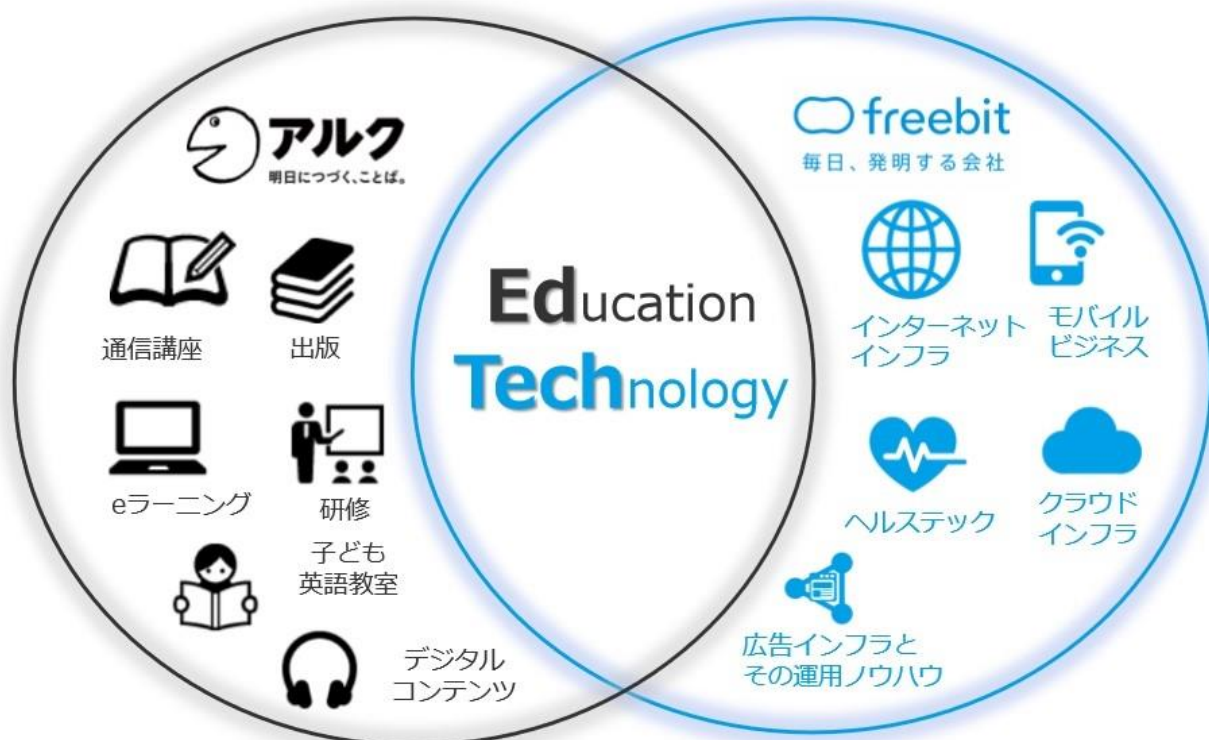 アルク
明日につづく、ことば。
通信講座
出版
eラーニング
研修
子ども
英語教室
デジタル
コンテンツ
Education
Technology
freebit
毎日、発明する会社
インターネット
インフラ
モバイル
ビジネス
ヘルステック
クラウド
インフラ
広告インフラと
その運用ノウハウ